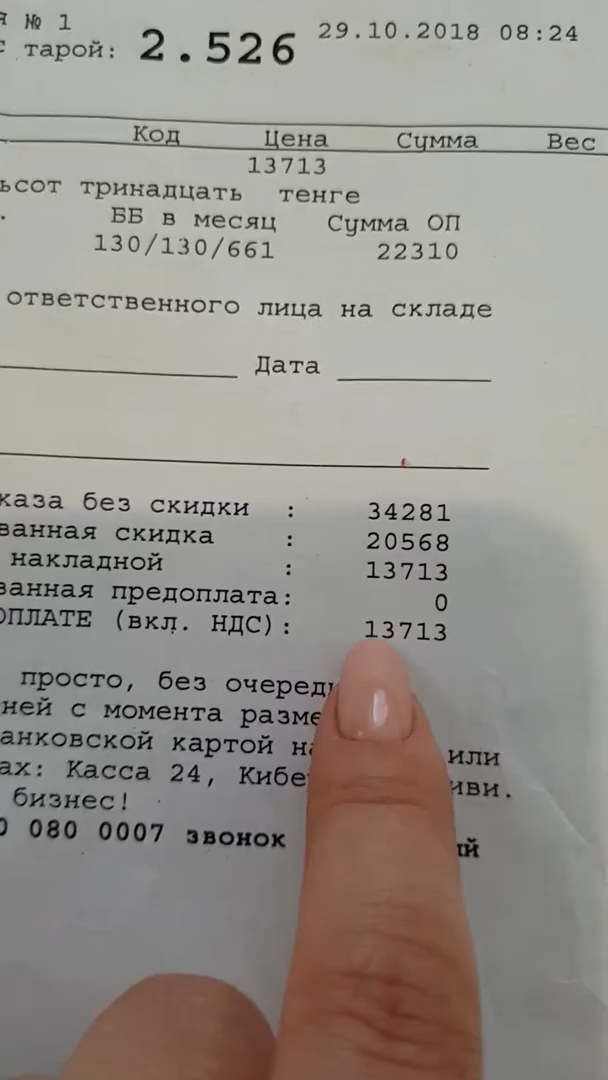 № 1
29.10.2018 08:24
с тарой: 2.526
Код Цена Сумма Вес
13713
ьсот тринадцать тенге
ББ в месяц Сумма ОП
130/130/661 22310
ответственного лица на складе
Дата
каза без скидки : 34281
ванная скидка : 20568
накладной : 13713
ванная предоплата: 0
ОПЛАТЕ (вкл. НДС): 13713
просто, без очеред
ней с момента разме
анковской картой на или
ах: Касса 24, Кибе иви.
бизнес!
0 080 0007 звонок